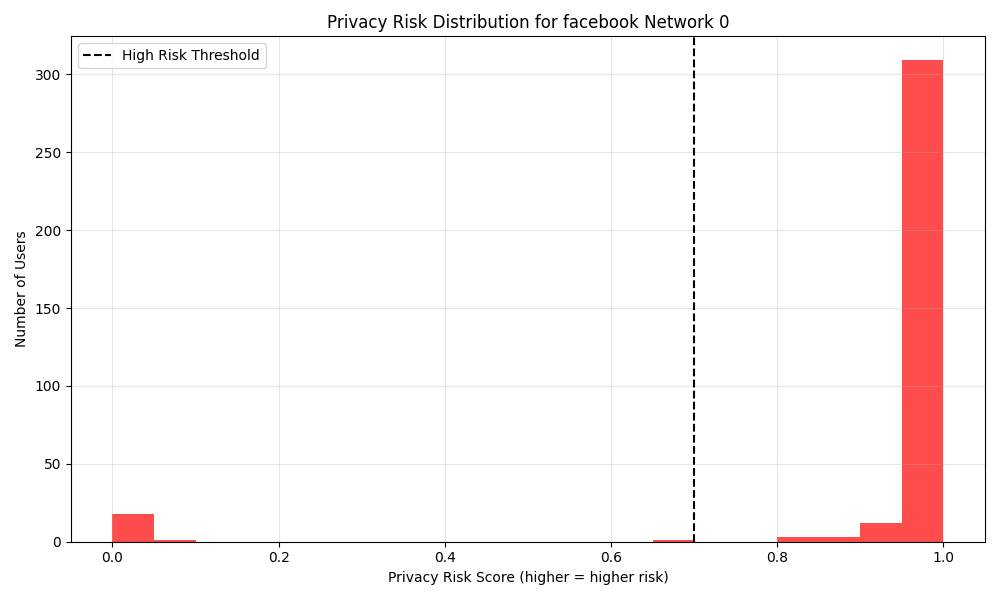 Privacy Risk Distribution for facebook Network 0
High Risk Threshold
Number of Users
300
250
200
150
100
50
0
0.0 0.2 0.4 0.6 0.8 1.0
Privacy Risk Score (higher = higher risk)